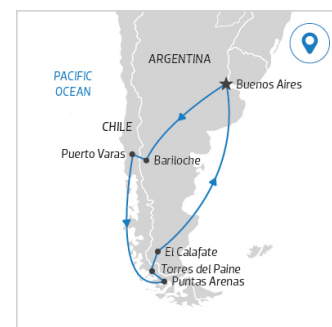 ARGENTINA
PACIFIC
OCEAN
Buenos Aires
CHILE
Puerto Varas
Bariloche
El Calafate
Torres del Paine
Puntas Arenas